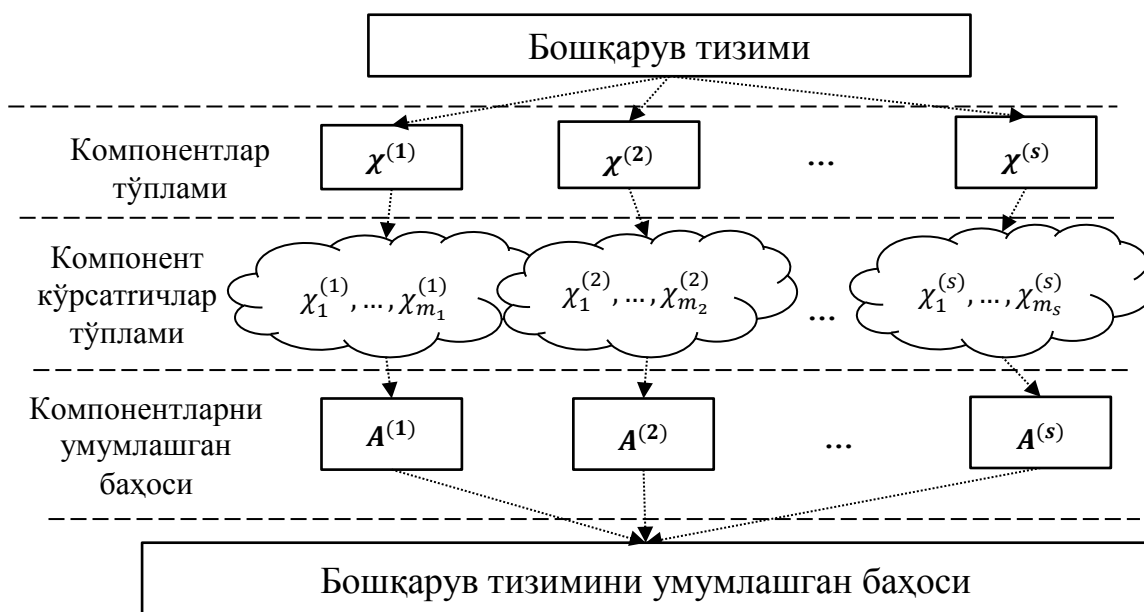 Бошқарув тизими
Компонентлар
тўплами
χ^(1)
χ^(2)
...
χ^(s)
Компонент
кўрсатrичлар
тўплами
χ_1^(1), … , χ_{m_1}^(1)
χ_1^(2), … , χ_{m_2}^(2)
...
χ_1^(s), … , χ_{m_s}^(s)
Компонентларни
умумлашган
баҳоси
A^(1)
A^(2)
...
A^(s)
Бошқарув тизимини умумлашган баҳоси